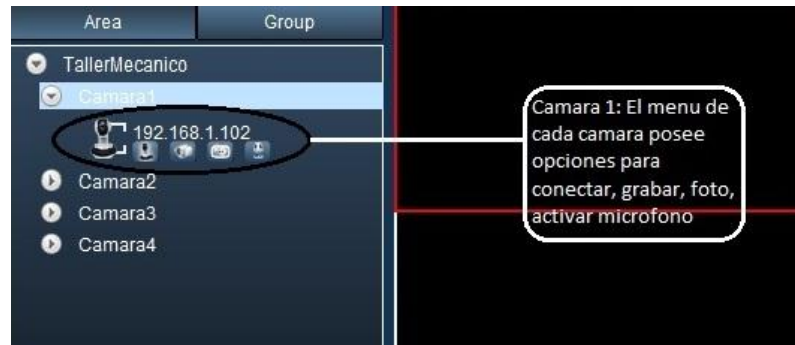 Area
Group
TallerMecanico
Camara1
192.168.1.102
Camara2
Camara3
Camara4
Camara 1: El menu de
cada camara posee
opciones para
conectar, grabar, foto,
activar microfono